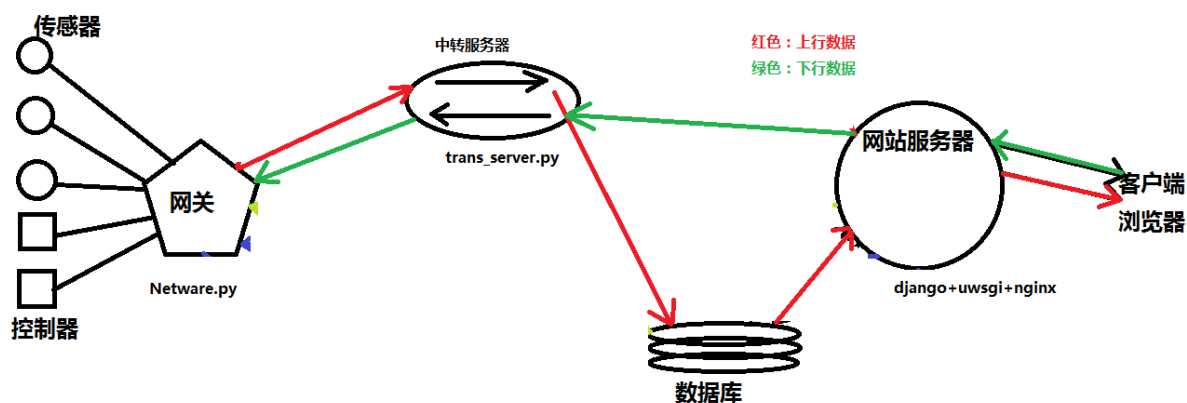 传感器
中转服务器
红色：上行数据
绿色：下行数据
trans_server.py
网站服务器
网关
客户端
浏览器
Netware.py
django+uwsgi+nginx
控制器
数据库